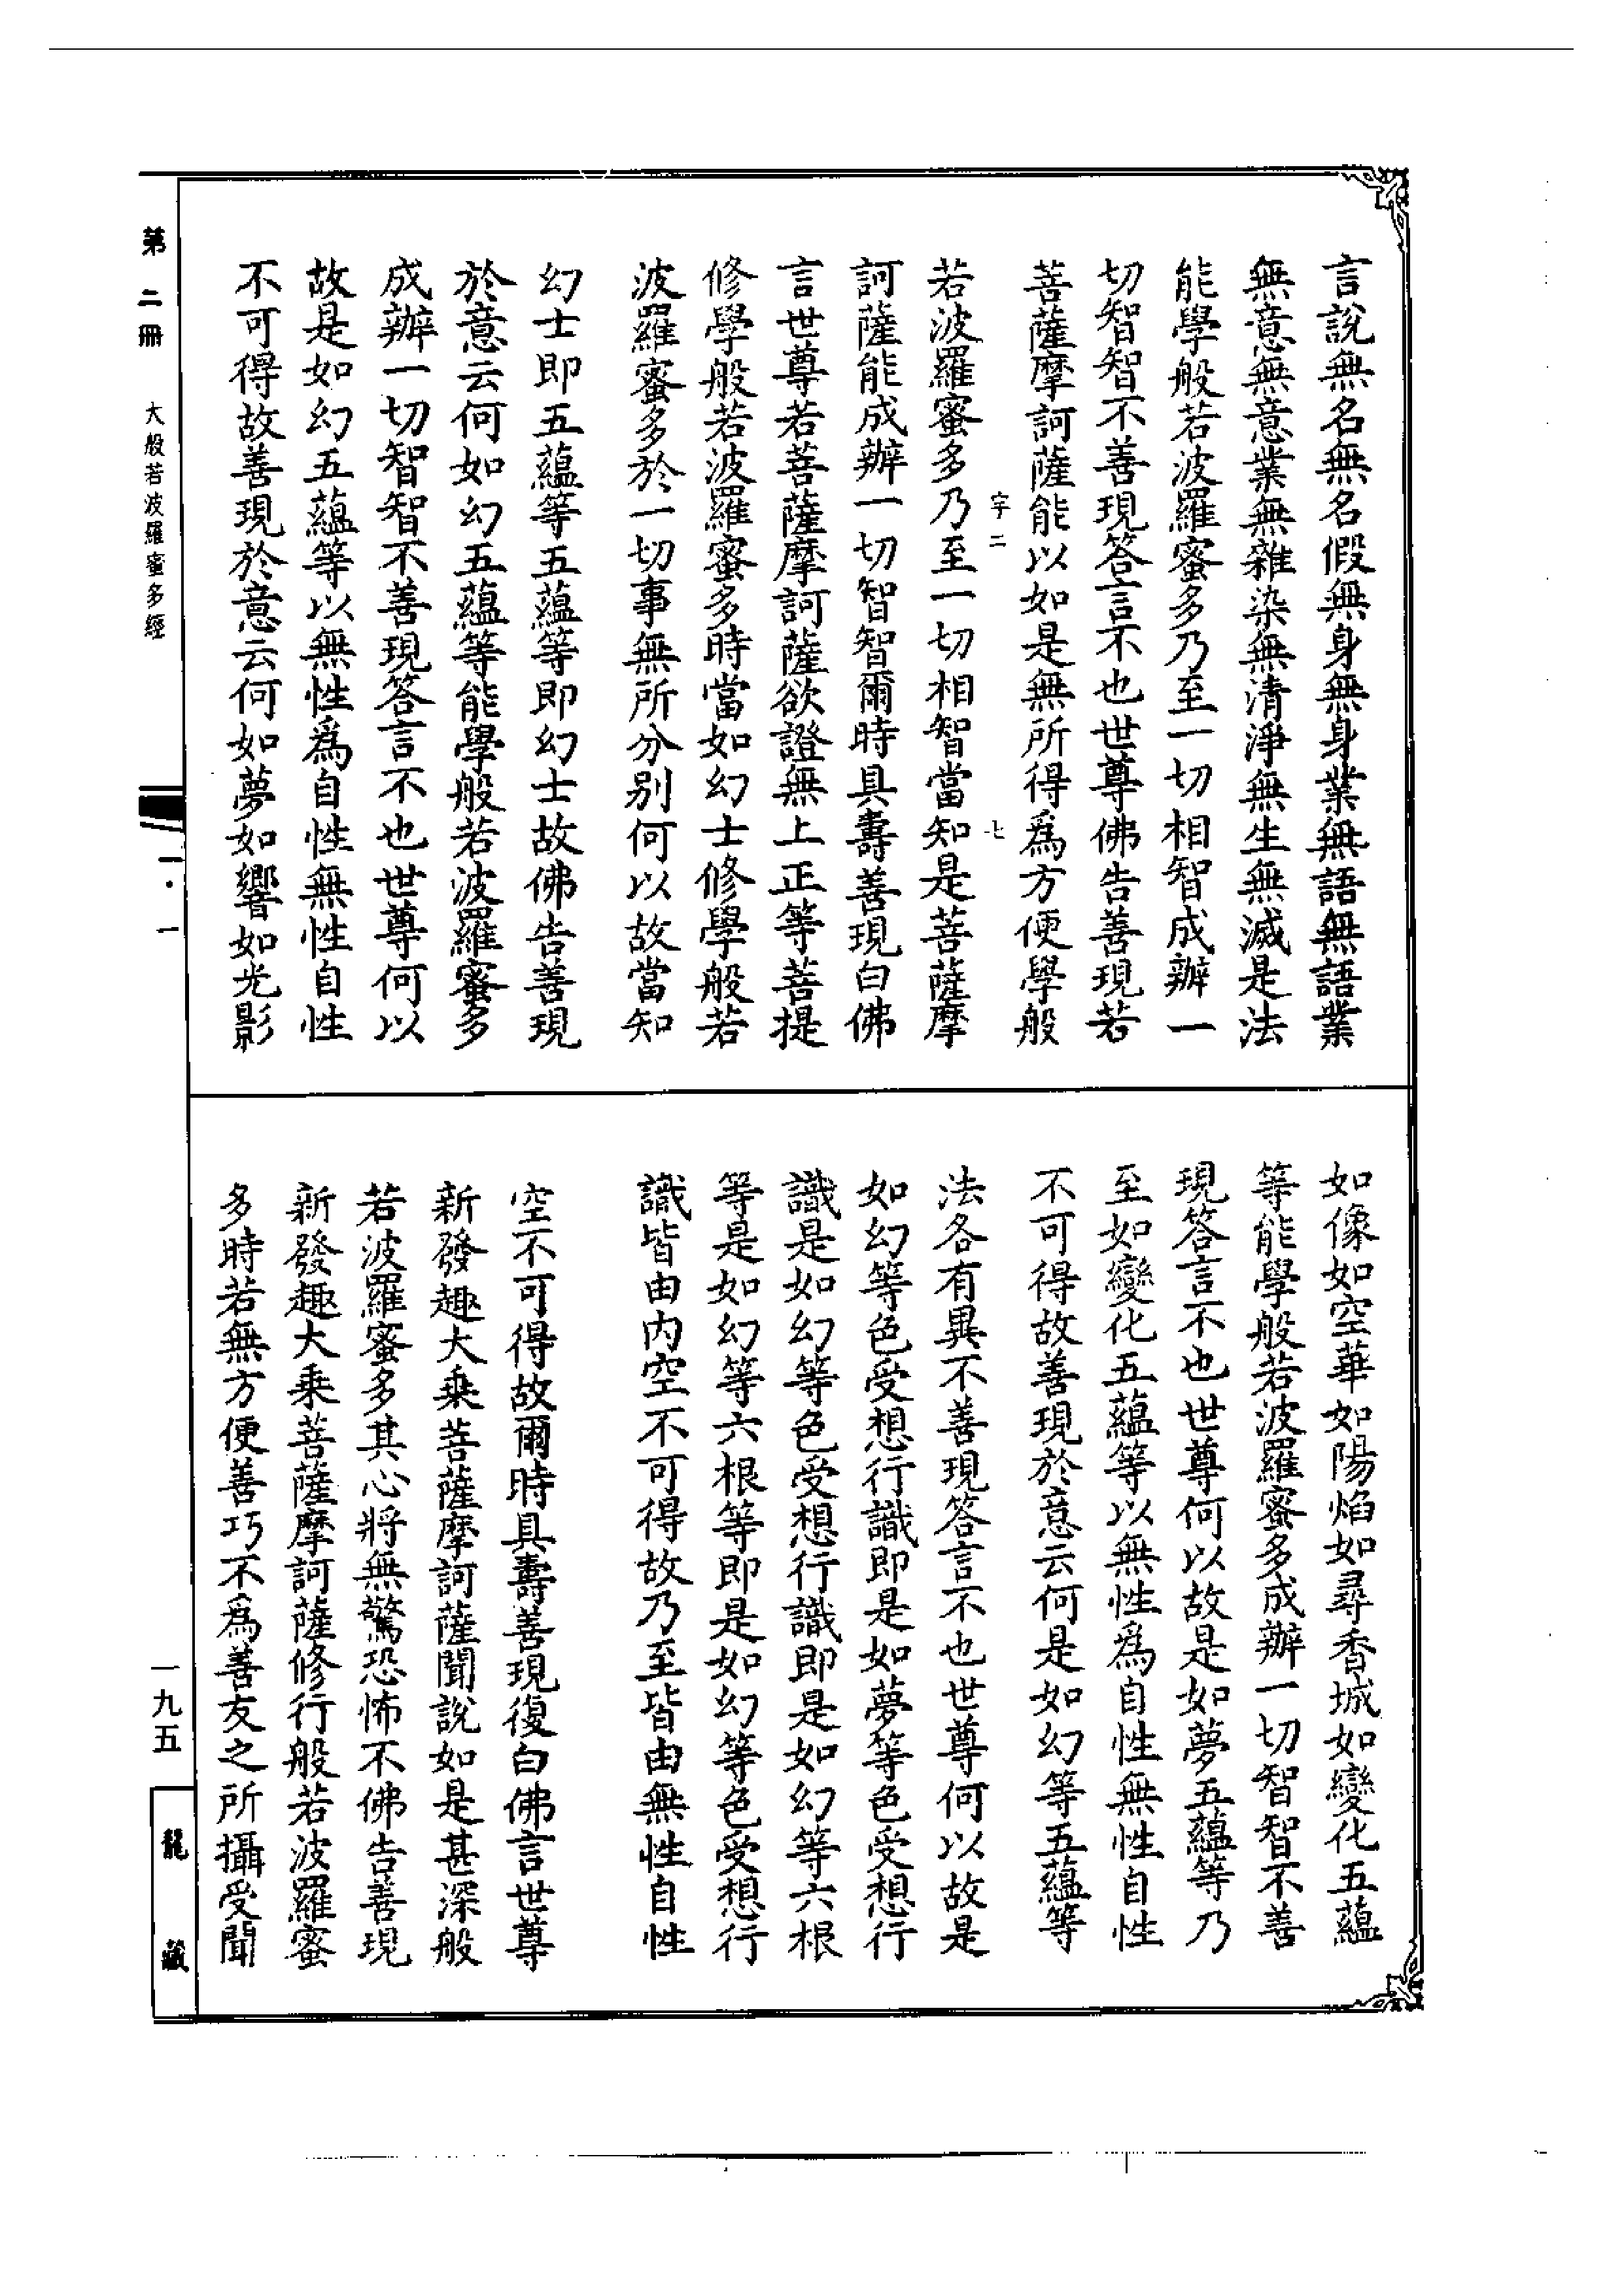 言說無名無名假無身無身業無語無語業
無意無意業無雜染無清淨無生無滅是法
能學般若波羅蜜多乃至一切相智成辦一
切智智不善現答言不也世尊佛告善現若
菩薩摩訶薩能以如是無所得爲方便學般
字二 七
若波羅蜜多乃至一切相智當知是菩薩摩
訶薩能成辦一切智智爾時具壽善現白佛
言世尊若菩薩摩訶薩欲證無上正等菩提
修學般若波羅蜜多時當如幻士修學般若
波羅蜜多於一切事無所分別何以故當知
幻士即五蘊等五蘊等即幻士故佛告善現
於意云何如幻五蘊等能學般若波羅蜜多
成辦一切智智不善現答言不也世尊何以
故是如幻五蘊等以無性爲自性無性自性
不可得故善現於意云何如夢如響如光影
如像如空華如陽焰如尋香城如變化五蘊
等能學般若波羅蜜多成辦一切智智不善
現答言不也世尊何以故是如夢五蘊等乃
至如變化五蘊等以無性爲自性無性自性
不可得故善現於意云何是如幻等五蘊等
法各有異不善現答言不也世尊何以故是
如幻等色受想行識即是如夢等色受想行
識是如幻等色受想行識即是如幻等六根
等是如幻等六根等即是如幻等色受想行
識皆由內空不可得故乃至皆由無性自性
空不可得故爾時具壽善現復白佛言世尊
新發趣大乘菩薩摩訶薩聞說如是甚深般
若波羅蜜多其心將無驚恐怖不佛告善現
新發趣大乘菩薩摩訶薩修行般若波羅蜜
多時若無方便善巧不爲善友之所攝受聞
第二冊 大般若波羅蜜多經
一·一
一九五
龍藏